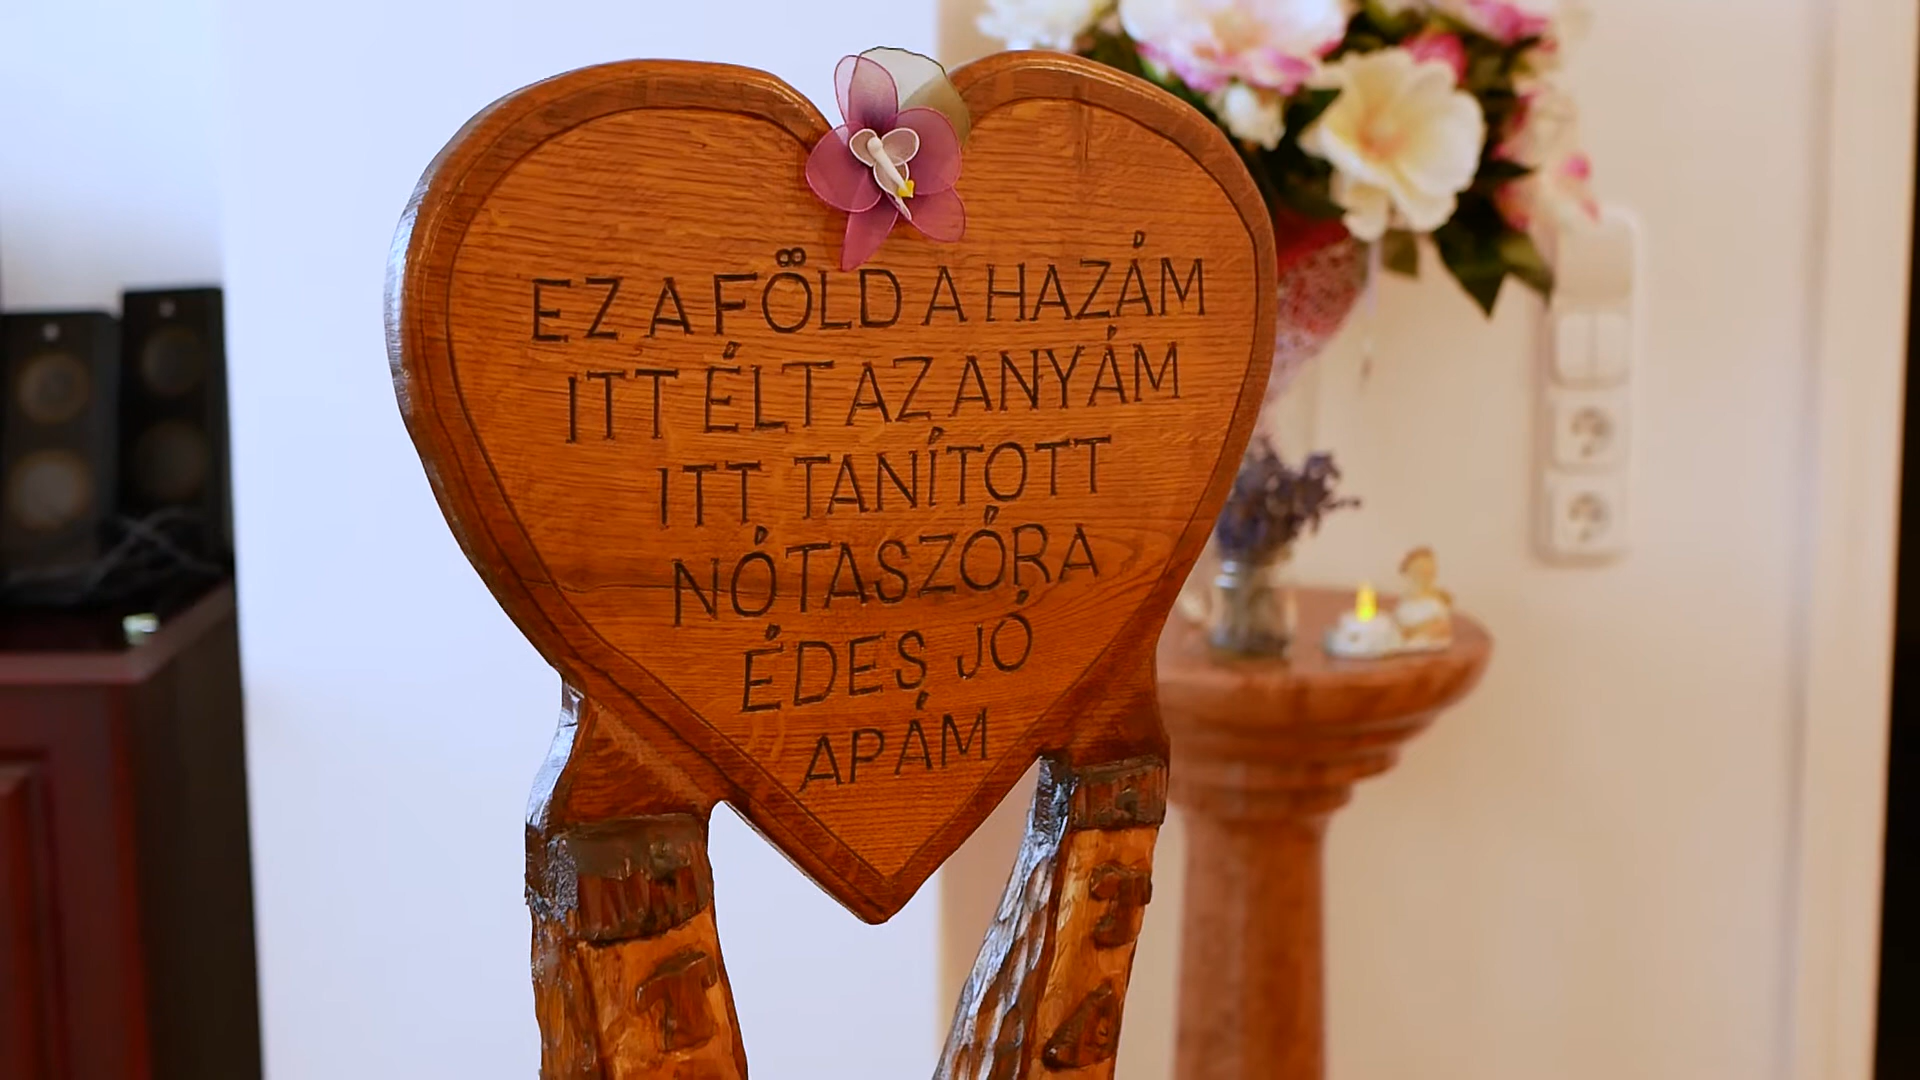 EZ A FÖLD A HAZÁM
ITT ÉLT AZ ANYÁM
ITT TANÍTOTT
NÓTASZÓRA
ÉDES JÓ
APÁM